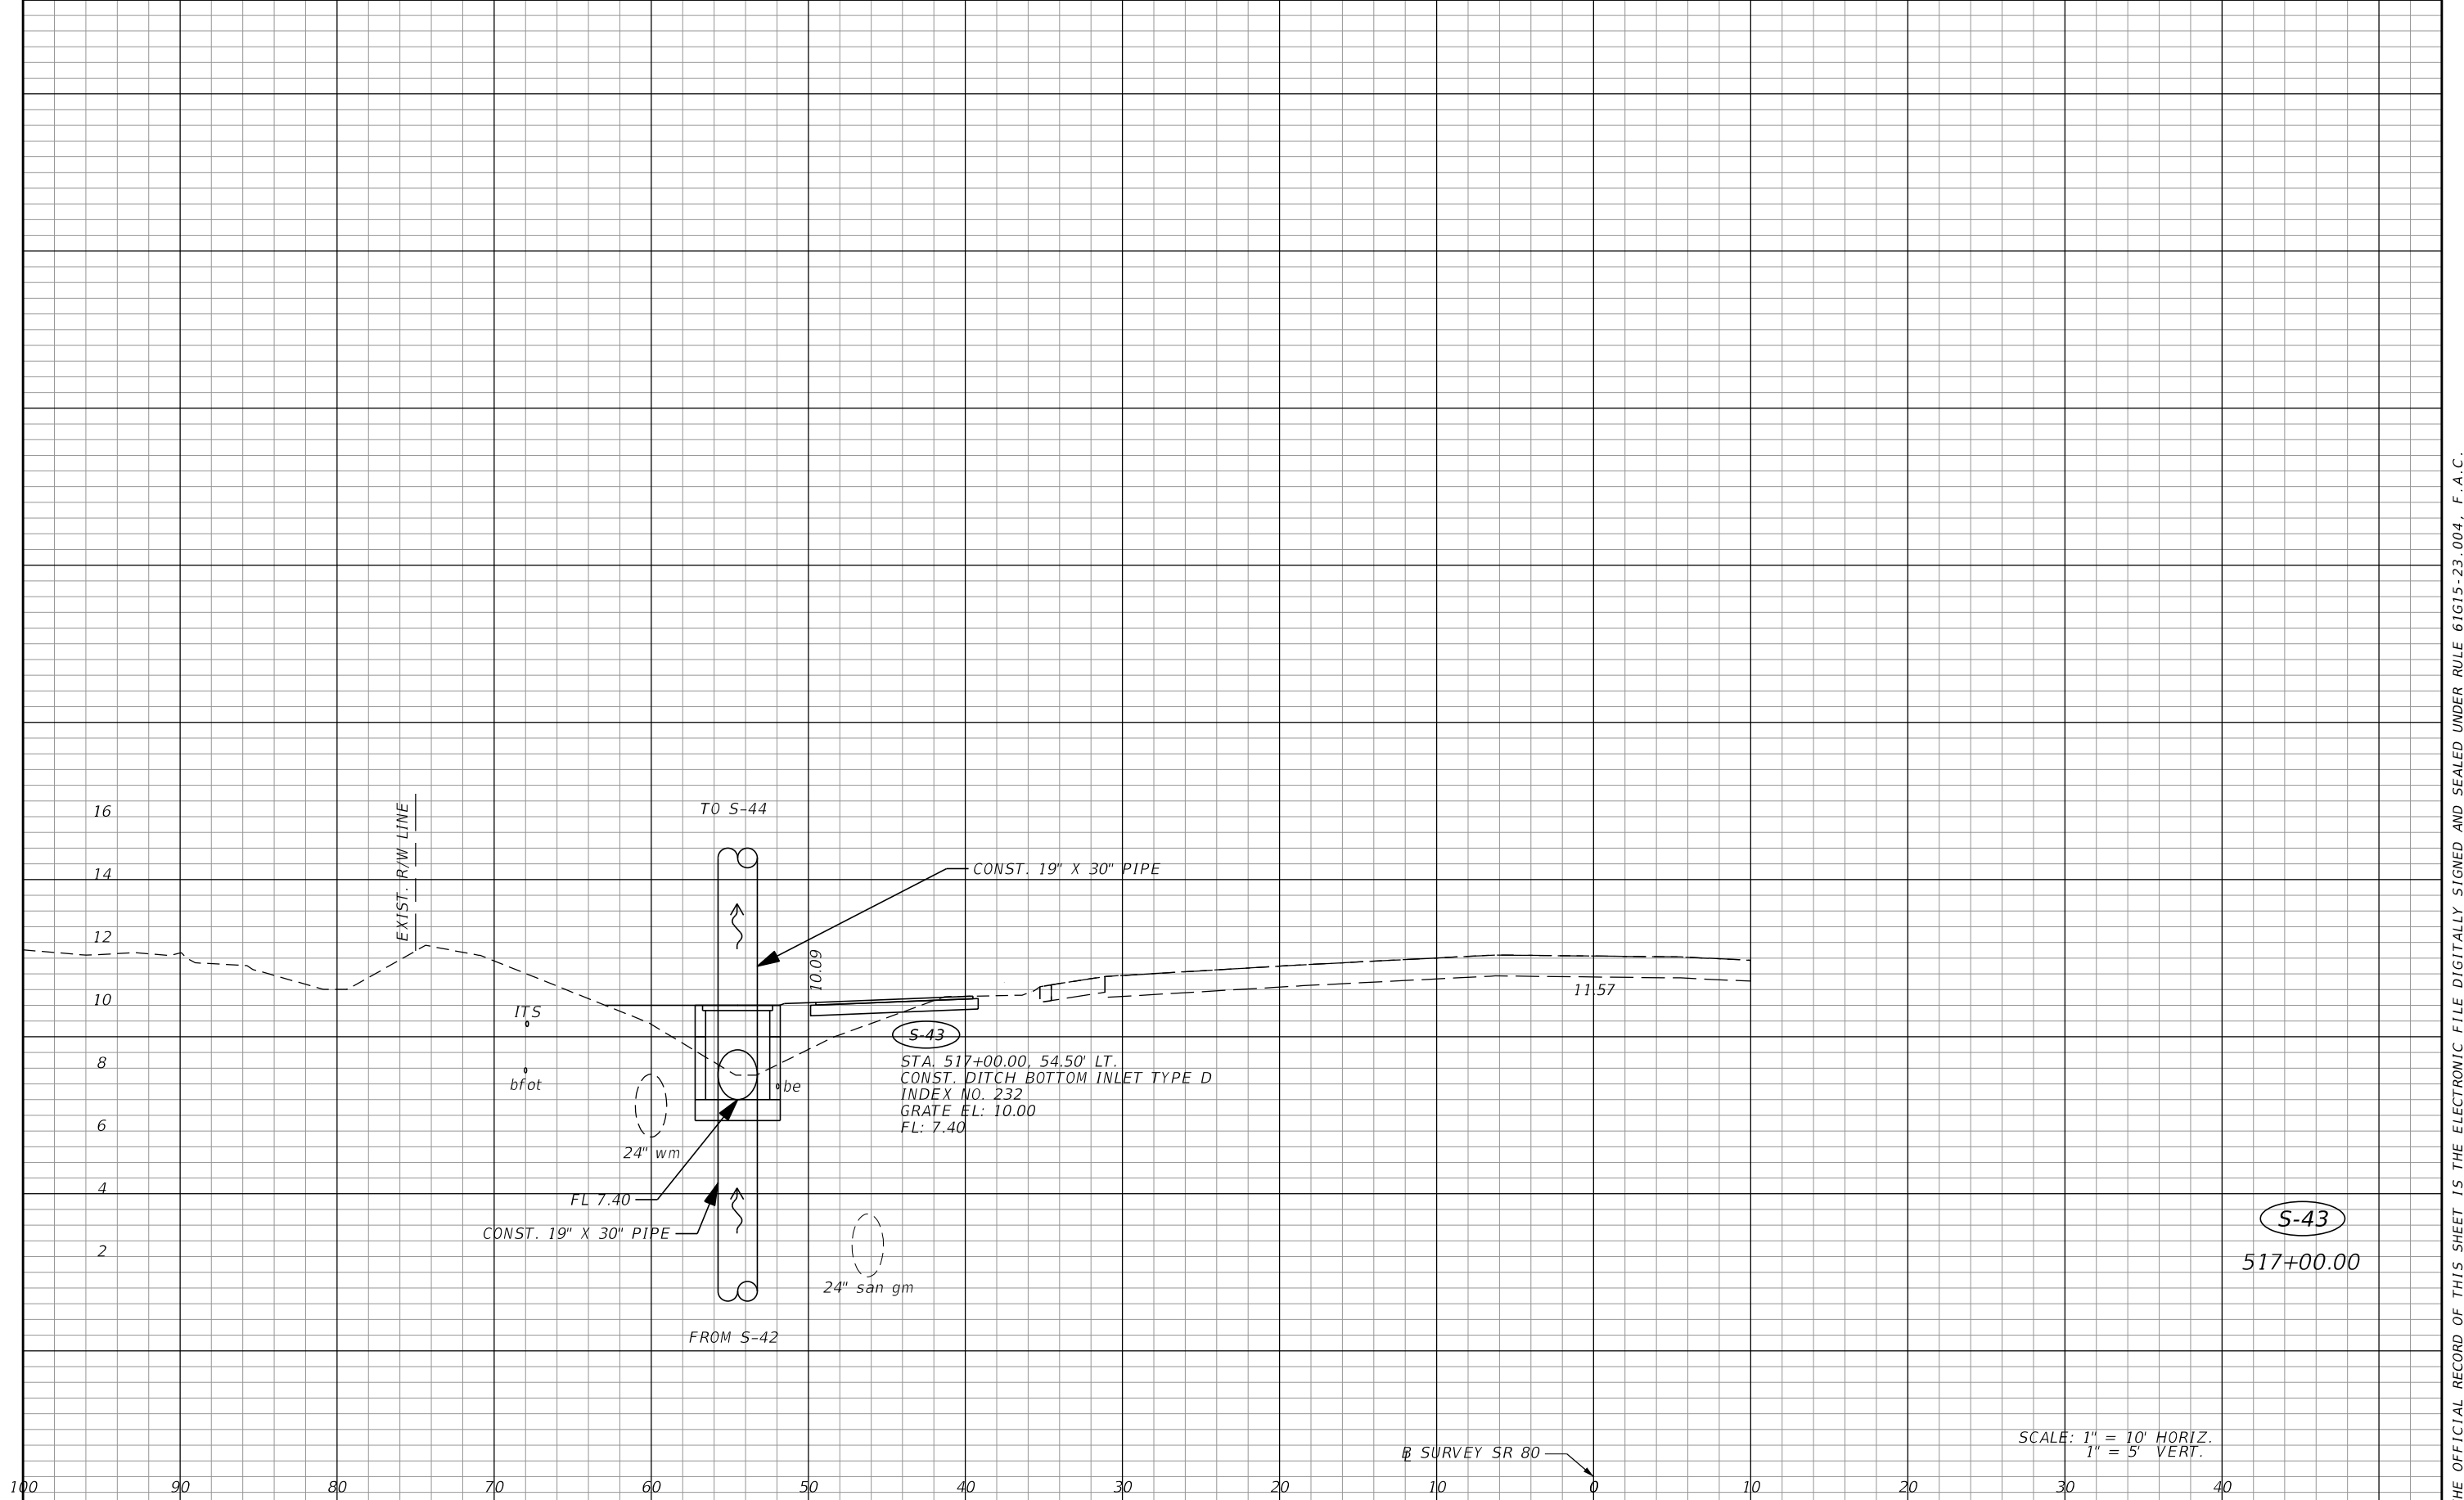 16
14
12
10
8
6
4
2
EXIST. R/W LINE
TO S-44
CONST. 19" X 30" PIPE
10.09
ITS
bfot
24" wm
be
S-43
STA. 517+00.00, 54.50' LT.
CONST. DITCH BOTTOM INLET TYPE D
INDEX NO. 232
GRATE EL: 10.00
FL: 7.40
11.57
FL 7.40
CONST. 19" X 30" PIPE
24" san gm
FROM S-42
S-43
517+00.00
SCALE: 1" = 10' HORIZ.
1" = 5' VERT.
BL SURVEY SR 80
100 90 80 70 60 50 40 30 20 10 0 10 20 30 40
HE OFFICIAL RECORD OF THIS SHEET IS THE ELECTRONIC FILE DIGITALLY SIGNED AND SEALED UNDER RULE 61G15-23.004, F.A.C.